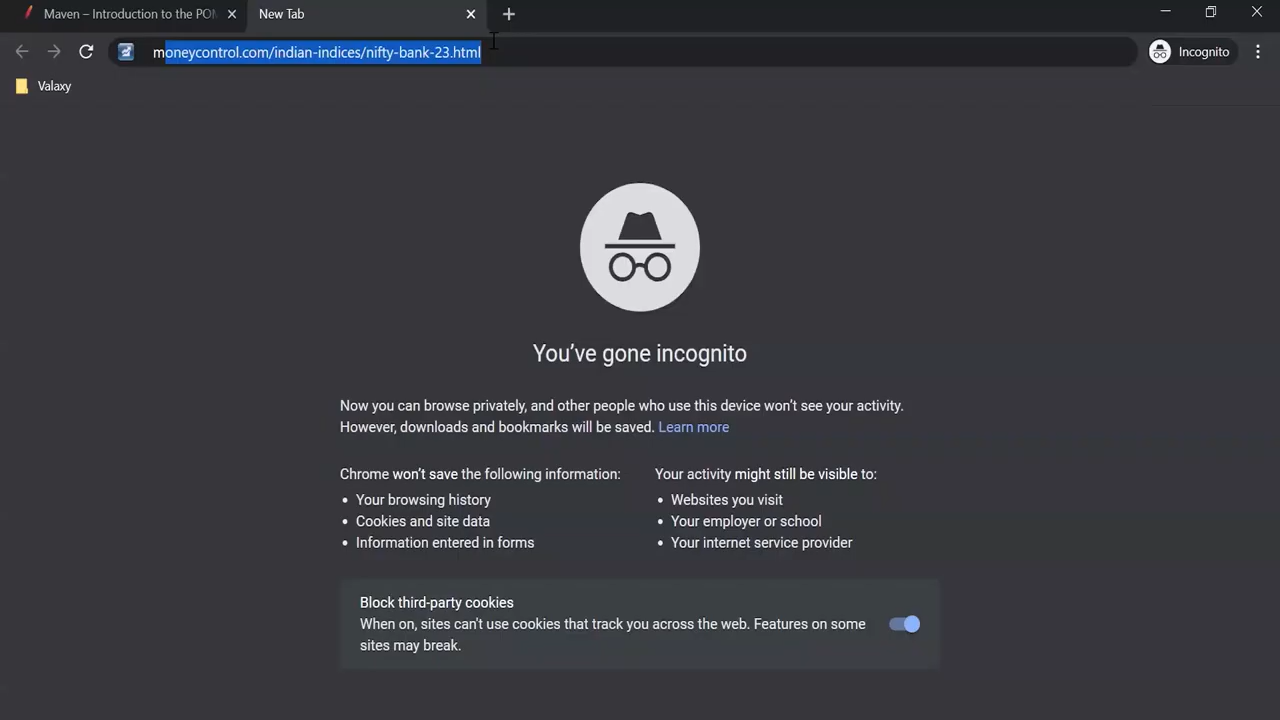 Maven – Introduction to the POM
New Tab
moneycontrol.com/indian-indices/nifty-bank-23.html
Incognito
Valaxy
You've gone incognito
Now you can browse privately, and other people who use this device won't see your activity.
However, downloads and bookmarks will be saved. Learn more
Chrome won't save the following information:
• Your browsing history
• Cookies and site data
• Information entered in forms
Your activity might still be visible to:
• Websites you visit
• Your employer or school
• Your internet service provider
Block third-party cookies
When on, sites can't use cookies that track you across the web. Features on some
sites may break.